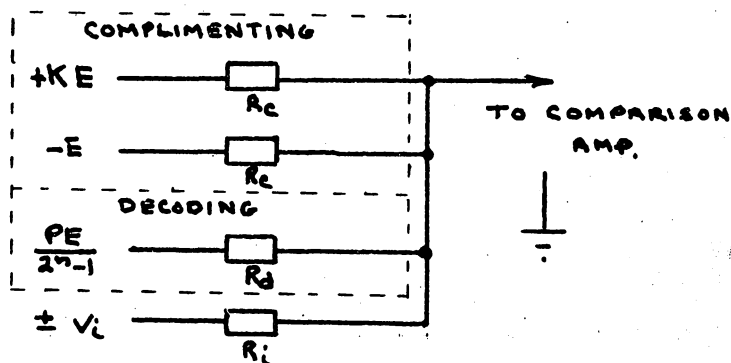 COMPLIMENTING
+KE
Rc
TO COMPARISON
AMP.
-E
Rc
DECODING
PE
2ⁿ-1
Rd
± Vi
Ri